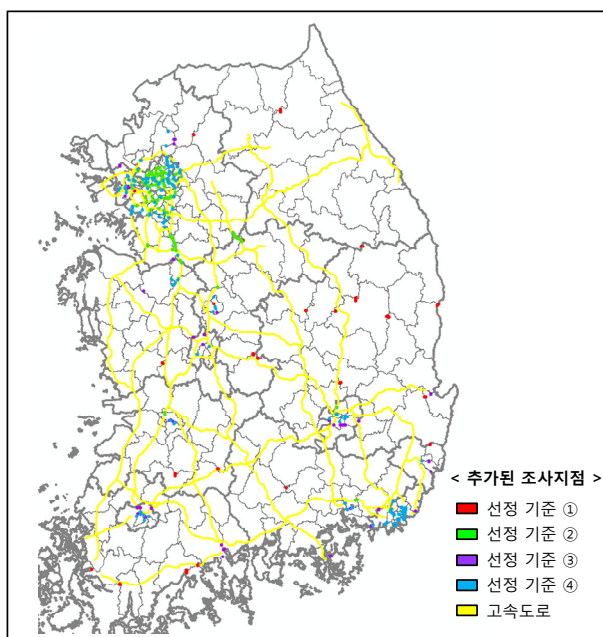 < 추가된 조사지점 >
선정 기준 ①
선정 기준 ②
선정 기준 ③
선정 기준 ④
고속도로